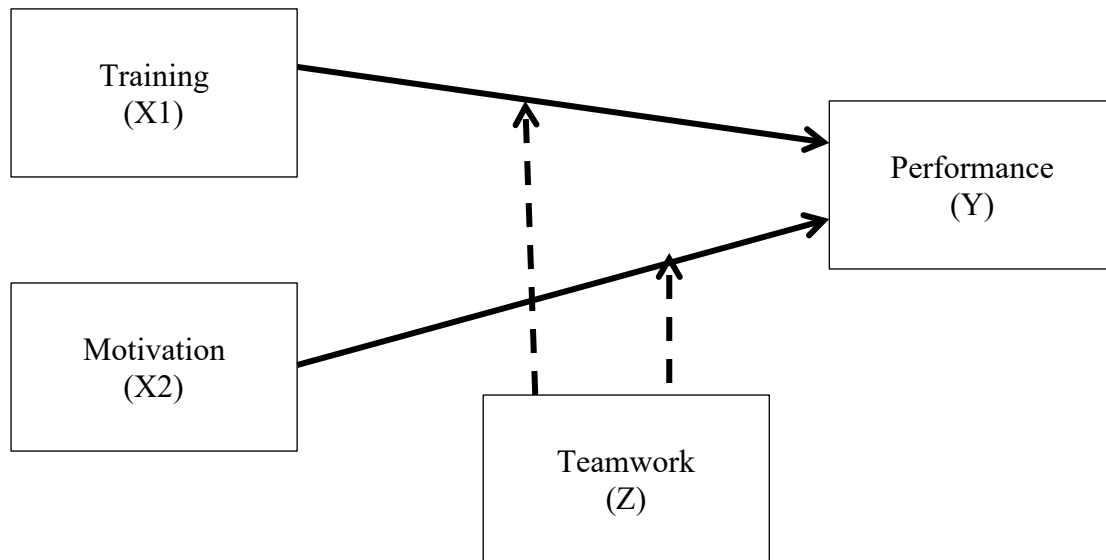 Training
(X1)
Performance
(Y)
Motivation
(X2)
Teamwork
(Z)